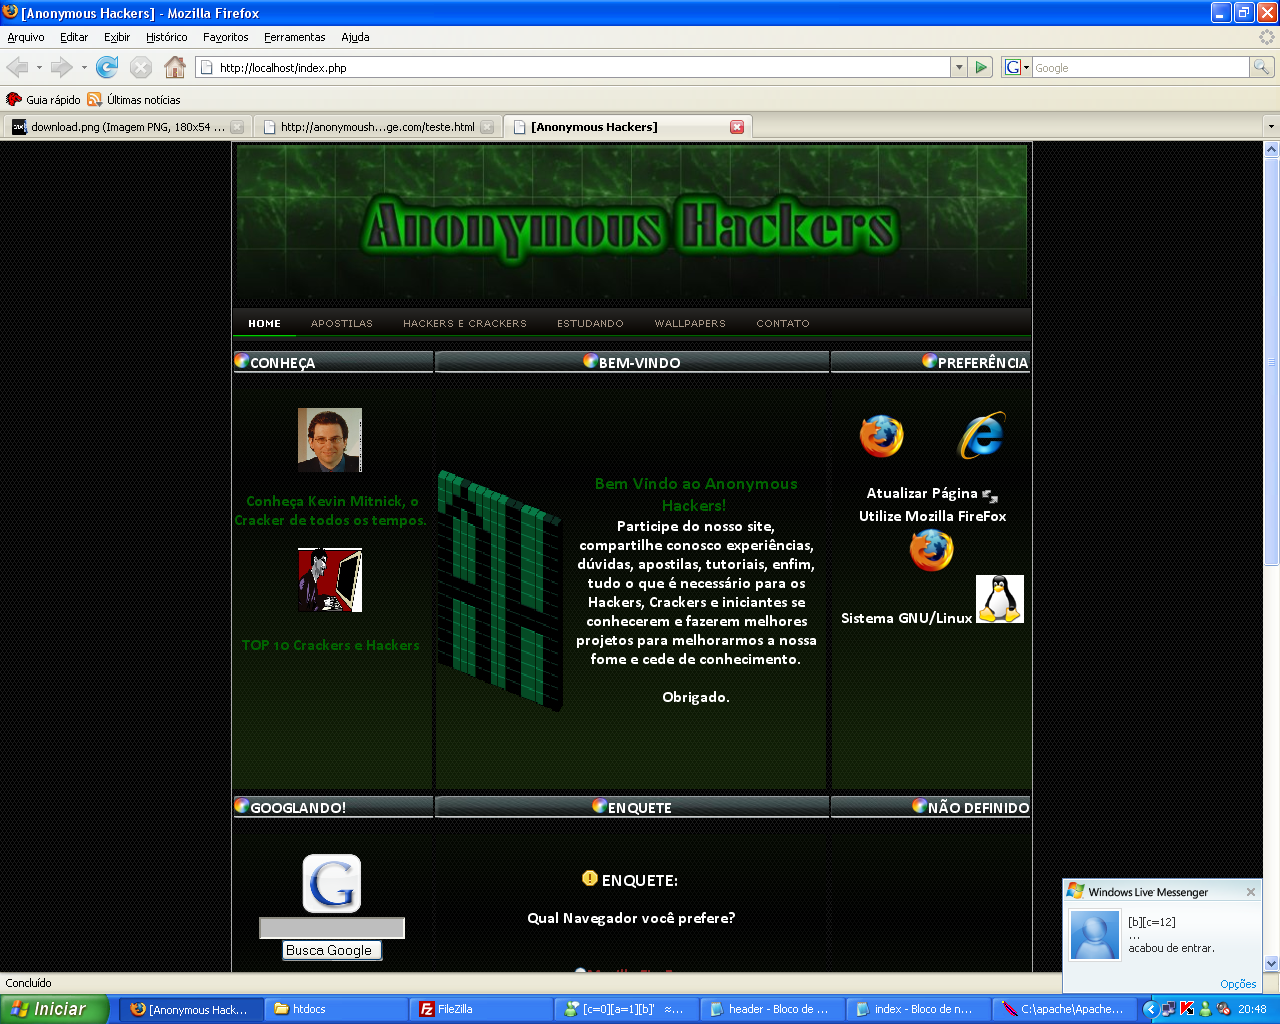 [Anonymous Hackers] - Mozilla Firefox
Arquivo Editar Exibir Histórico Favoritos Ferramentas Ajuda
http://localhost/index.php
Google
Guia rápido Últimas notícias
download.png (Imagem PNG, 180x54 ...
http://anonymoush...ge.com/teste.html
[Anonymous Hackers]
Anonymous Hackers
HOME APOSTILAS HACKERS E CRACKERS ESTUDANDO WALLPAPERS CONTATO
CONHEÇA
Conheça Kevin Mitnick, o
Cracker de todos os tempos.
TOP 10 Crackers e Hackers
BEM-VINDO
Bem Vindo ao Anonymous
Hackers!
Participe do nosso site,
compartilhe conosco experiências,
dúvidas, apostilas, tutoriais, enfim,
tudo o que é necessário para os
Hackers, Crackers e iniciantes se
conhecerem e fazerem melhores
projetos para melhorarmos a nossa
fome e cede de conhecimento.
Obrigado.
PREFERÊNCIA
Atualizar Página
Utilize Mozilla FireFox
Sistema GNU/Linux
GOOGLANDO!
G
Busca Google
ENQUETE
ENQUETE:
Qual Navegador você prefere?
NÃO DEFINIDO
Windows Live Messenger
[b][c=12]
...
acabou de entrar.
Opções
Concluído
Iniciar
[Anonymous Hack...
htdocs
FileZilla
[c=0][a=1][b]' ≈...
header - Bloco de ...
index - Bloco de n...
C:\apache\Apache...
20:48